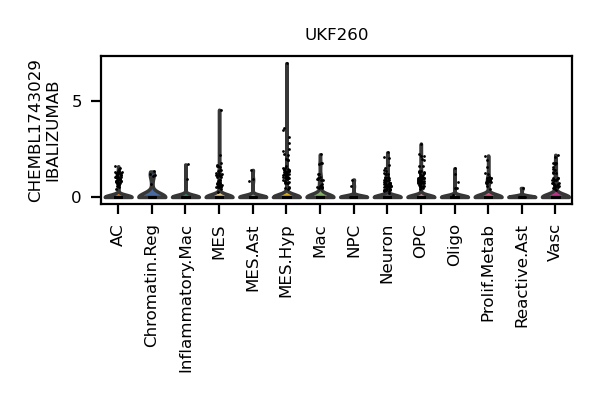 UKF260
CHEMBL1743029
IBALIZUMAB
5
0
AC
Chromatin.Reg
Inflammatory.Mac
MES
MES.Ast
MES.Hyp
Mac
NPC
Neuron
OPC
Oligo
Prolif.Metab
Reactive.Ast
Vasc